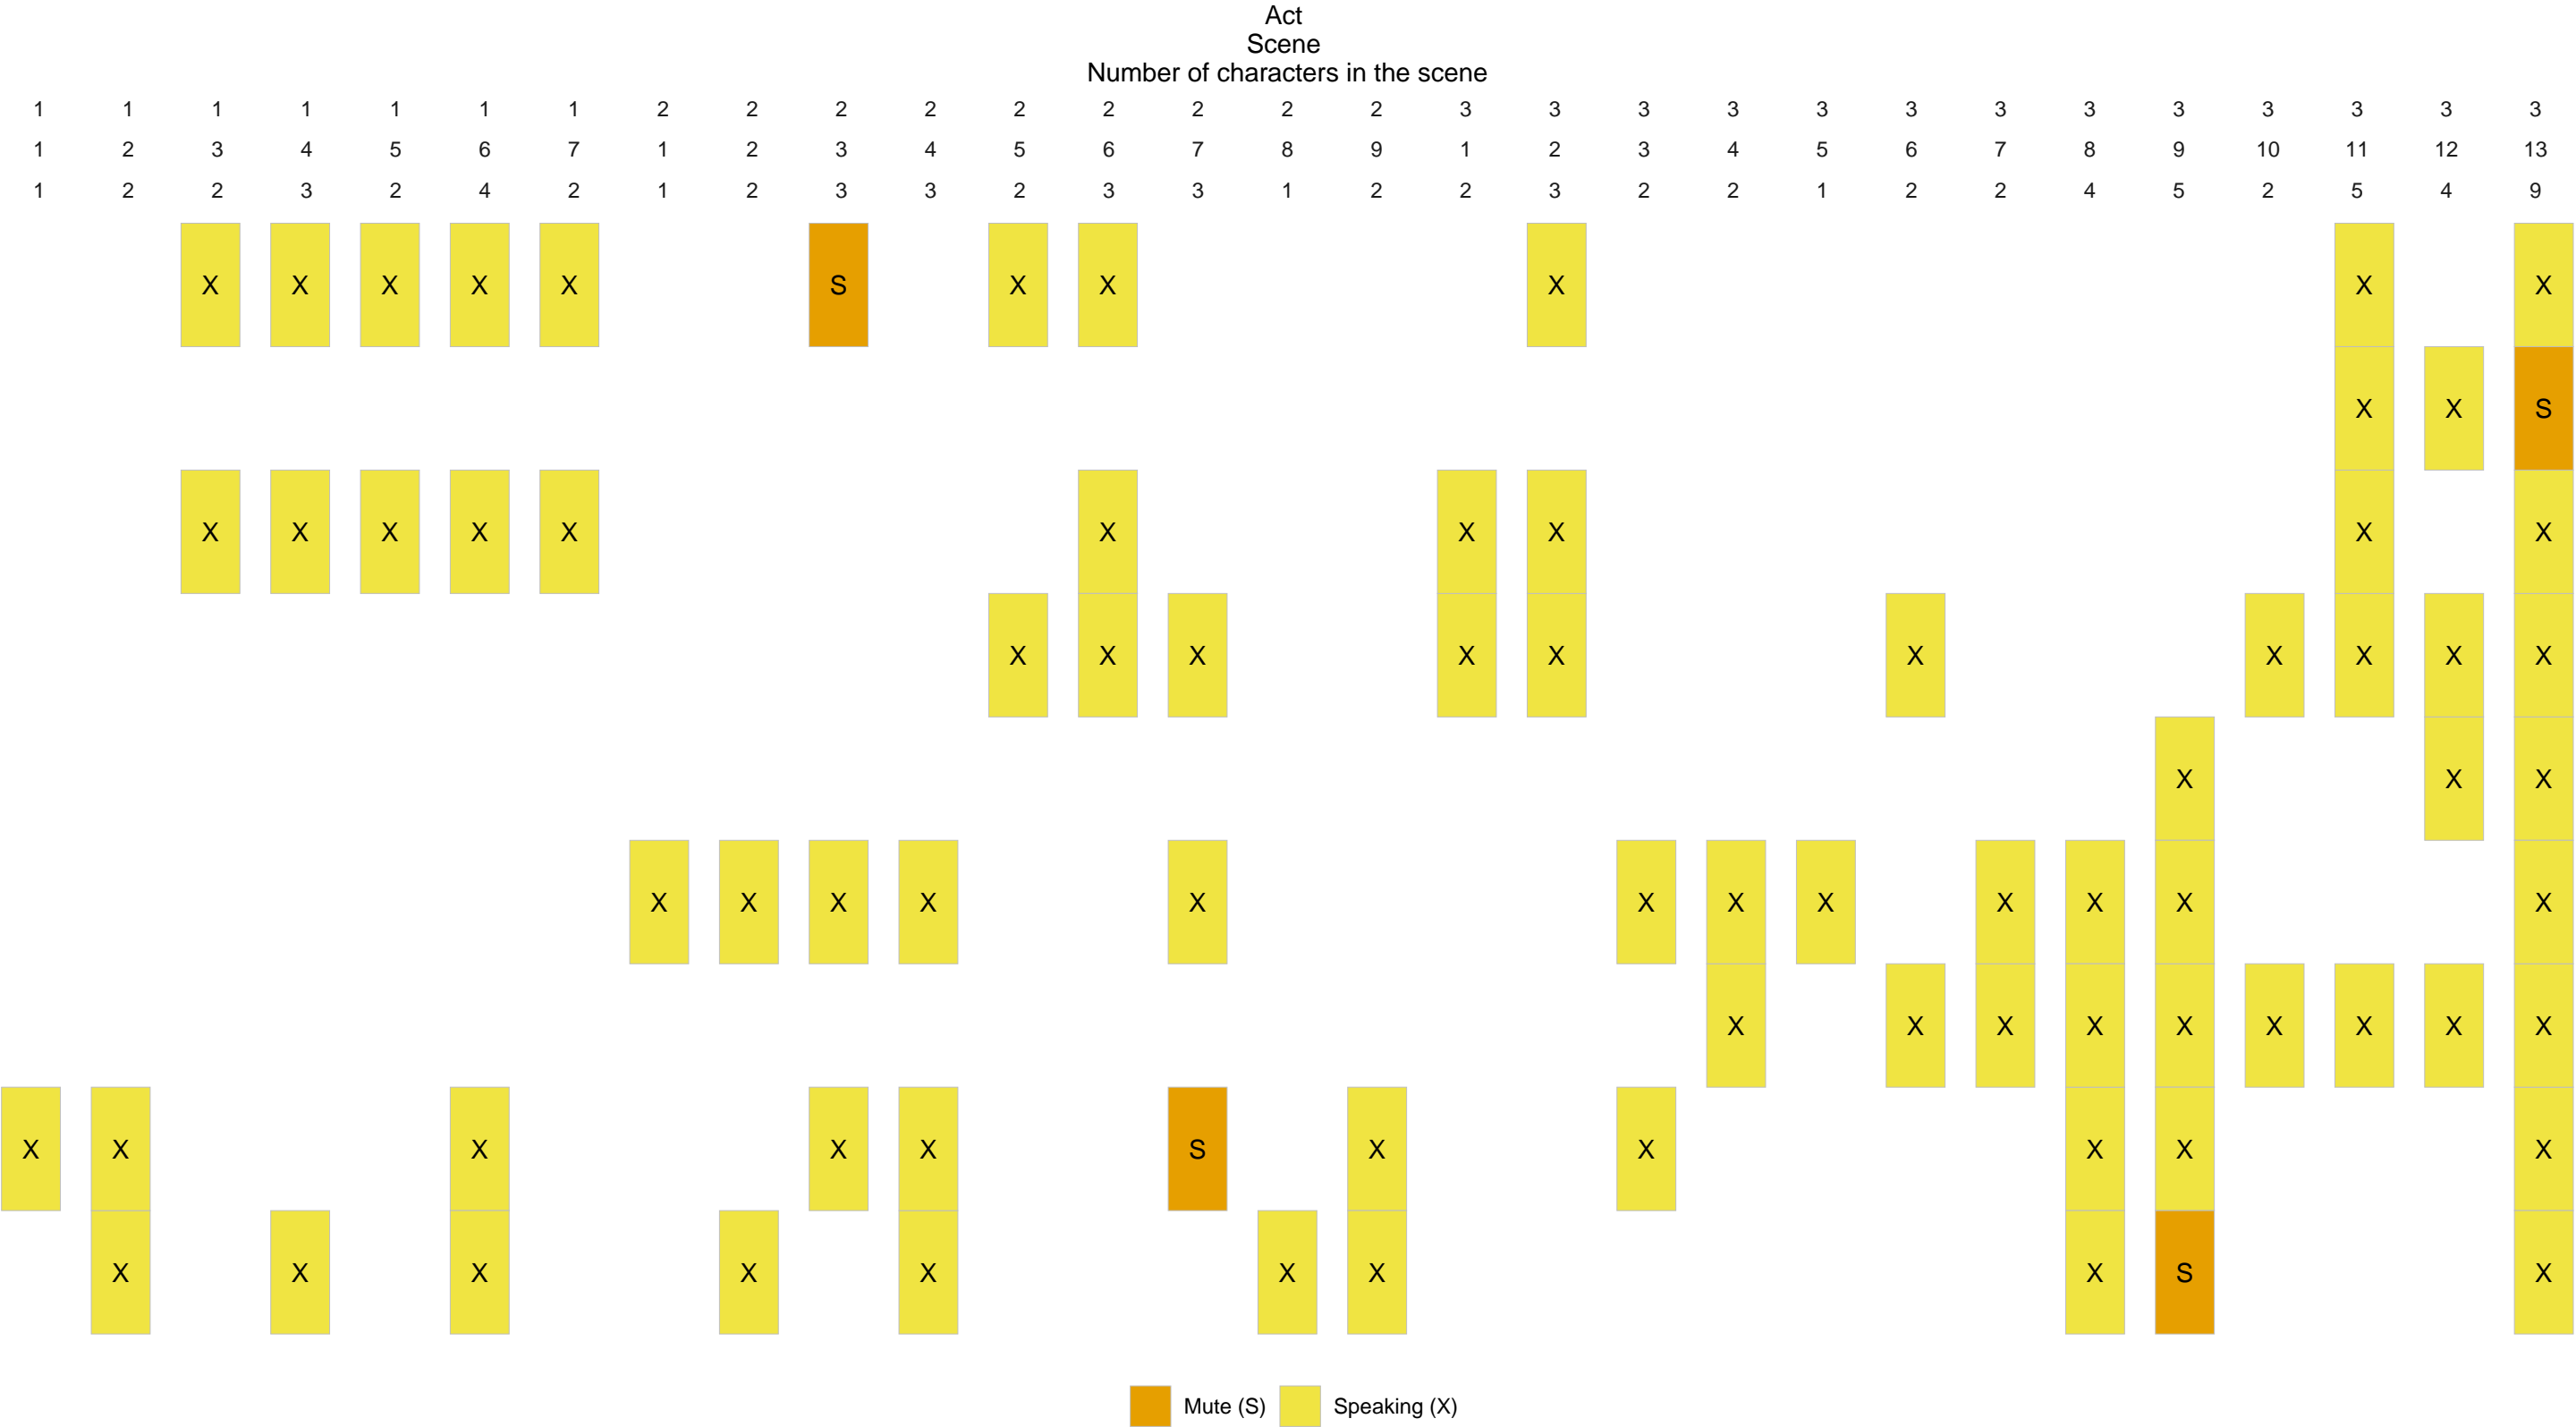 Act
Scene
Number of characters in the scene
1 1 1 1 1 1 1 2 2 2 2 2 2 2 2 2 3 3 3 3 3 3 3 3 3 3 3 3 3
1 2 3 4 5 6 7 1 2 3 4 5 6 7 8 9 1 2 3 4 5 6 7 8 9 10 11 12 13
1 2 2 3 2 4 2 1 2 3 3 2 3 3 1 2 2 3 2 2 1 2 2 4 5 2 5 4 9
X X X X X S X X X X X
X X S
X X X X X X X X X X
X X X X X X X X X X
X X X
X X X X X X X X X X X X
X X X X X X X X X
X X X X X S X X X X X
X X X X X X X X S X
Mute (S) Speaking (X)